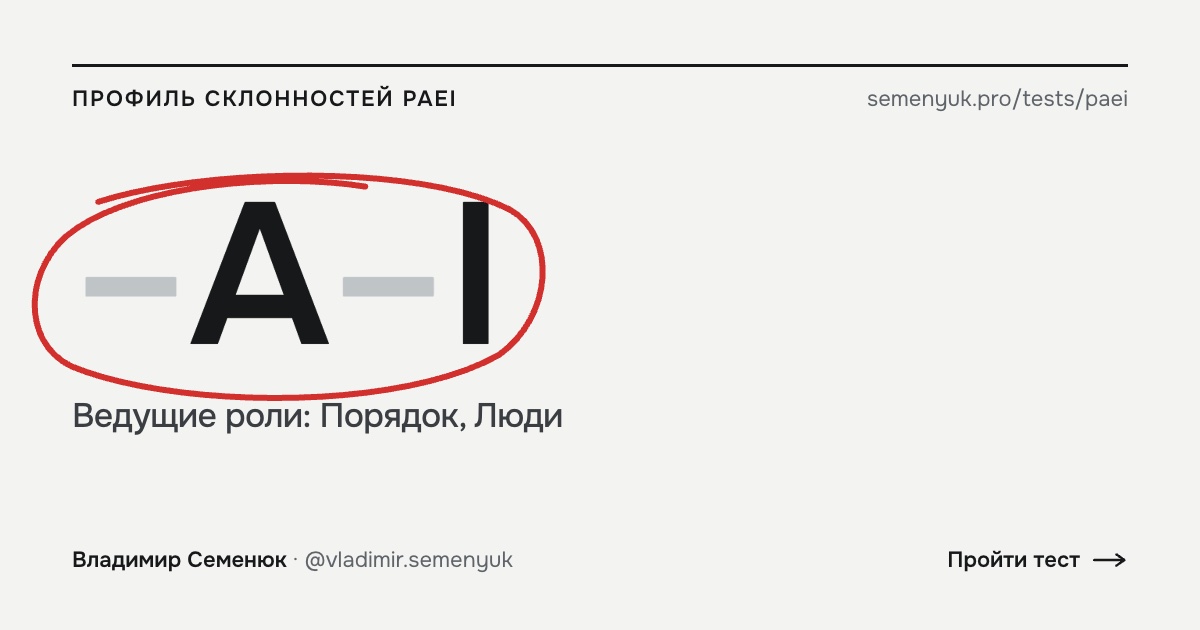 ПРОФИЛЬ СКЛОННОСТЕЙ PAEI
semenyuk.pro/tests/paei
–A–I
Ведущие роли: Порядок, Люди
Владимир Семенюк · @vladimir.semenyuk
Пройти тест →